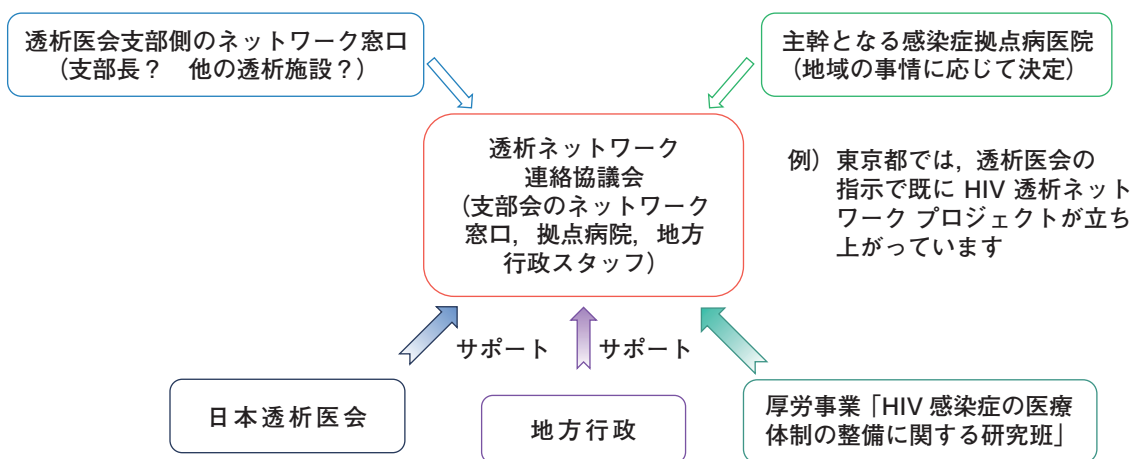 透析医会支部側のネットワーク窓口
（支部長？　他の透析施設？）
主幹となる感染症拠点病医院
（地域の事情に応じて決定）
透析ネットワーク
連絡協議会
（支部会のネットワーク
窓口，拠点病院，地方
行政スタッフ）
例）東京都では，透析医会の
指示で既に HIV 透析ネット
ワーク プロジェクトが立ち
上がっています
サポート
サポート
日本透析医会
地方行政
厚労事業「HIV 感染症の医療
体制の整備に関する研究班」